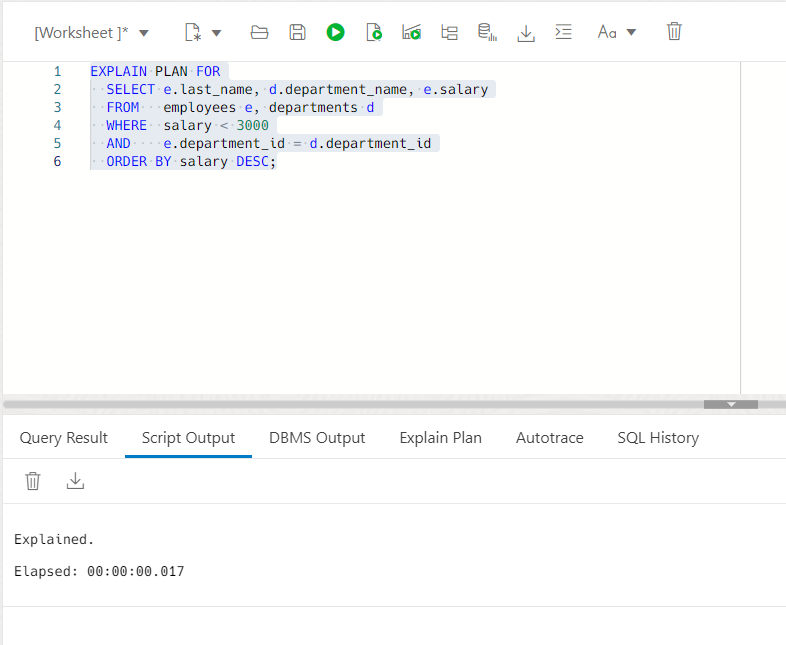 [Worksheet ]*
Aa
1 EXPLAIN PLAN FOR
2 SELECT e.last_name, d.department_name, e.salary
3 FROM employees e, departments d
4 WHERE salary < 3000
5 AND e.department_id = d.department_id
6 ORDER BY salary DESC;
Query Result Script Output DBMS Output Explain Plan Autotrace SQL History
Explained.
Elapsed: 00:00:00.017